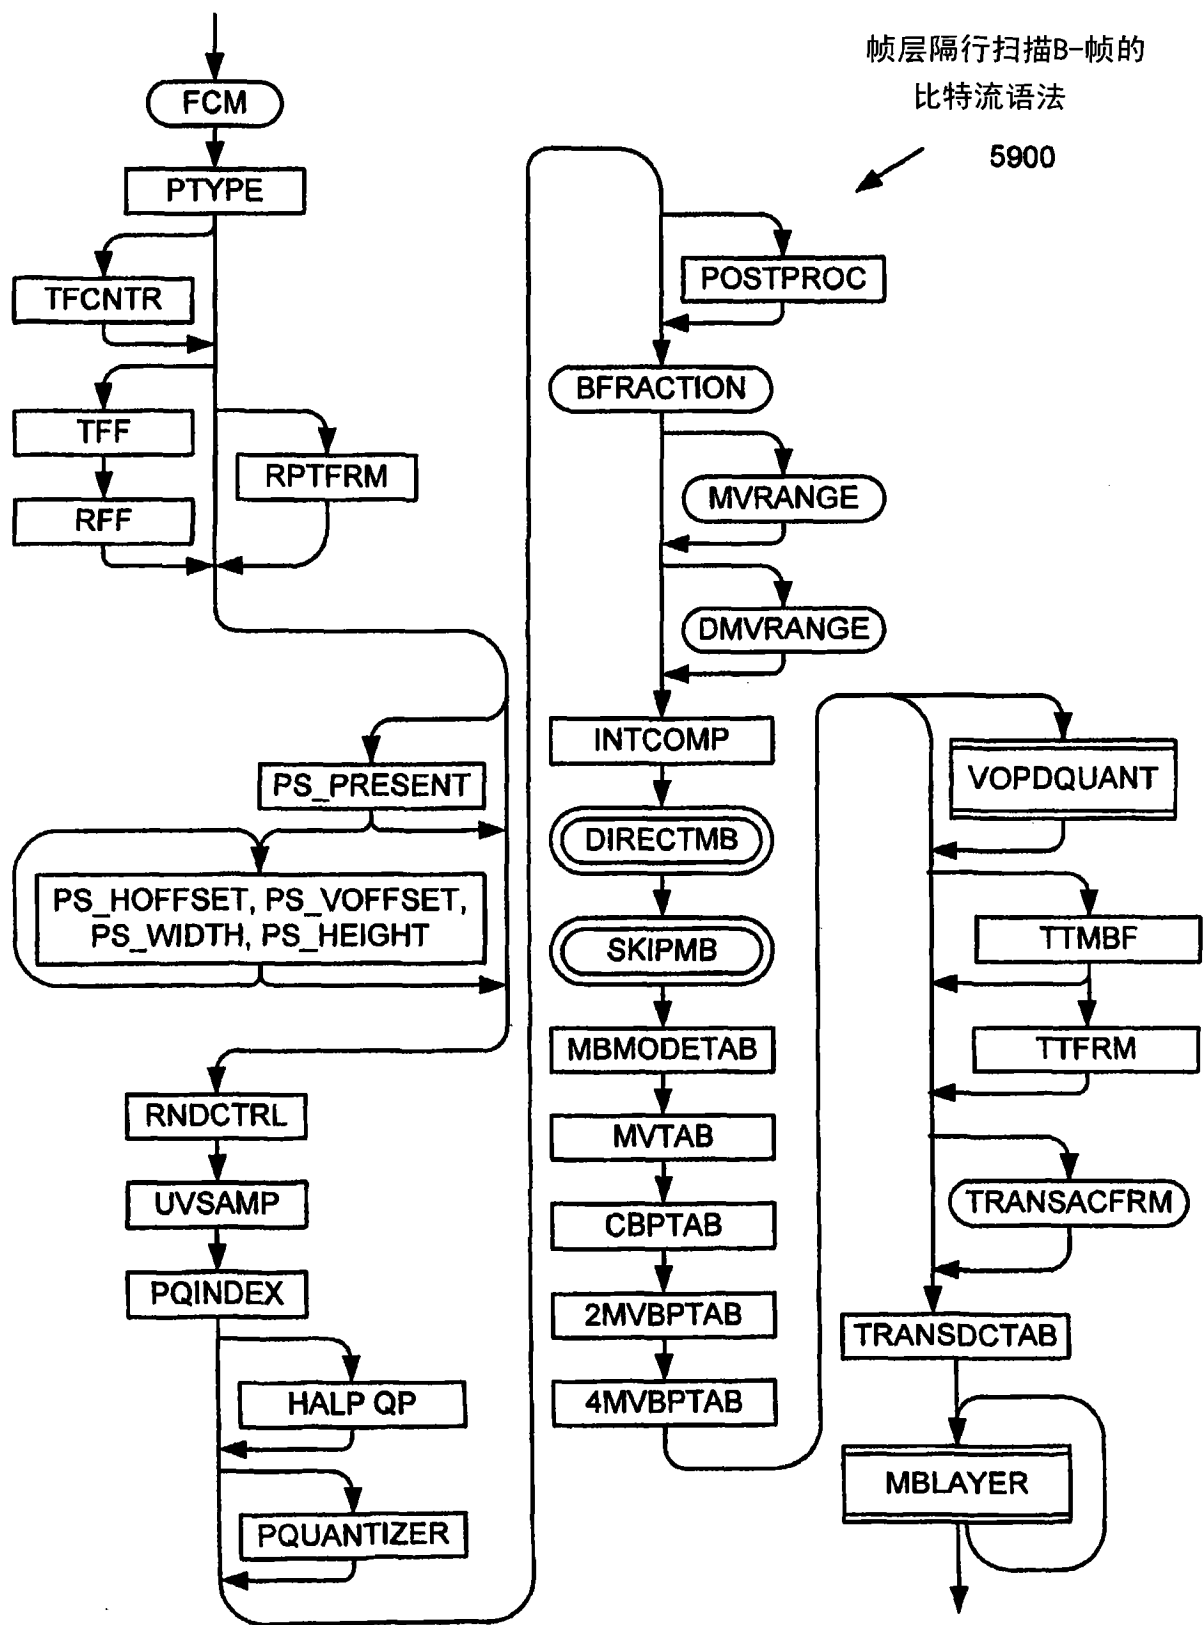 帧层隔行扫描B-帧的
比特流语法
5900
FCM
PTYPE
TFCNTR
TFF
RPTFRM
RFF
PS_PRESENT
PS_HOFFSET, PS_VOFFSET,
PS_WIDTH, PS_HEIGHT
RNDCTRL
UVSAMP
PQINDEX
HALP QP
PQUANTIZER
POSTPROC
BFRACTION
MVRANGE
DMVRANGE
INTCOMP
DIRECTMB
SKIPMB
MBMODETAB
MVTAB
CBPTAB
2MVBPTAB
4MVBPTAB
VOPDQUANT
TTMBF
TTFRM
TRANSACFRM
TRANSDCTAB
MBLAYER